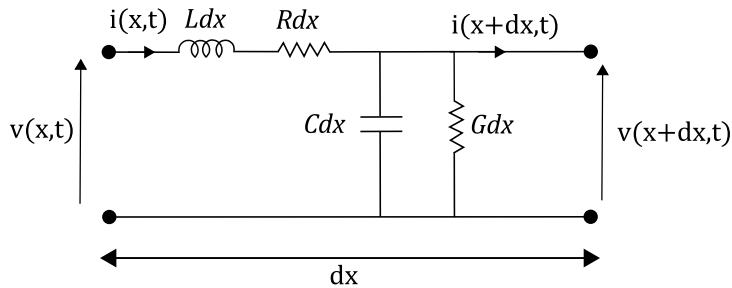 i(x,t)
Ldx
Rdx
i(x+dx,t)
v(x,t)
Cdx
Gdx
v(x+dx,t)
dx